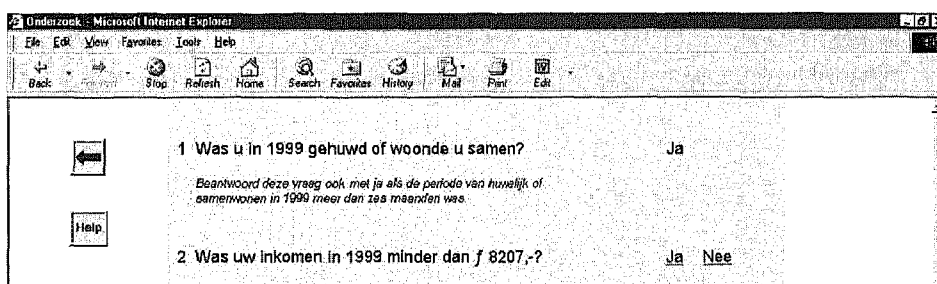 Onderzoek - Microsoft Internet Explorer
File Edit View Favorites Tools Help
Back Forward Stop Refresh Home Search Favorites History Mail Print Edit
1 Was u in 1999 gehuwd of woonde u samen? Ja
Beantwoord deze vraag ook met ja als de periode van huwelijk of
samenwonen in 1999 meer dan zes maanden was.
Help
2 Was uw inkomen in 1999 minder dan ƒ 8207,-? Ja Nee